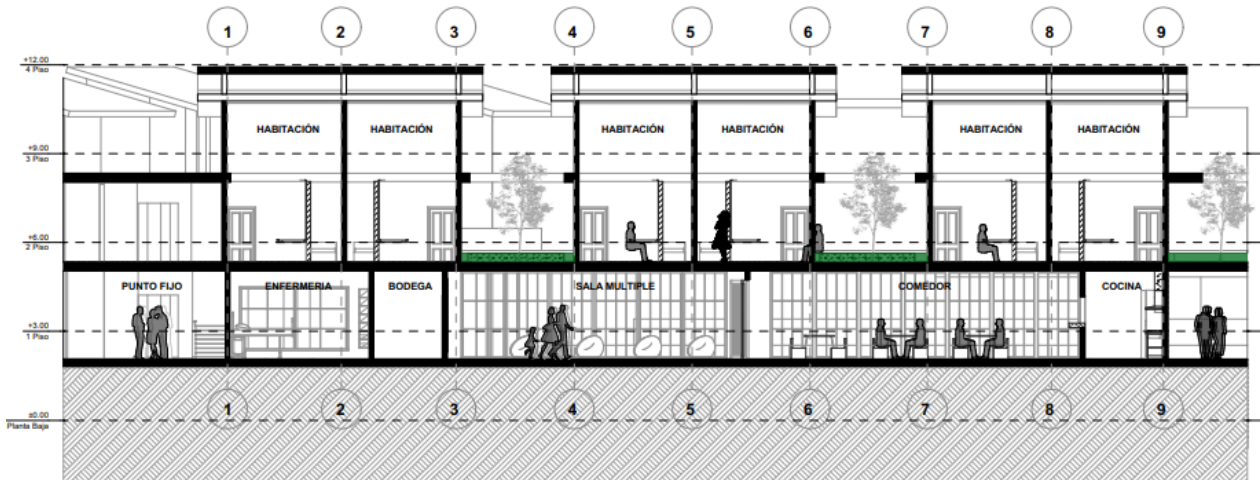 1 2 3 4 5 6 7 8 9
+12.00
4 Piso
HABITACIÓN HABITACIÓN HABITACIÓN HABITACIÓN HABITACIÓN HABITACIÓN
+9.00
3 Piso
+6.00
2 Piso
PUNTO FIJO ENFERMERIA BODEGA SALA MULTIPLE COMEDOR COCINA
+3.00
1 Piso
1 2 3 4 5 6 7 8 9
±0.00
Planta Baja